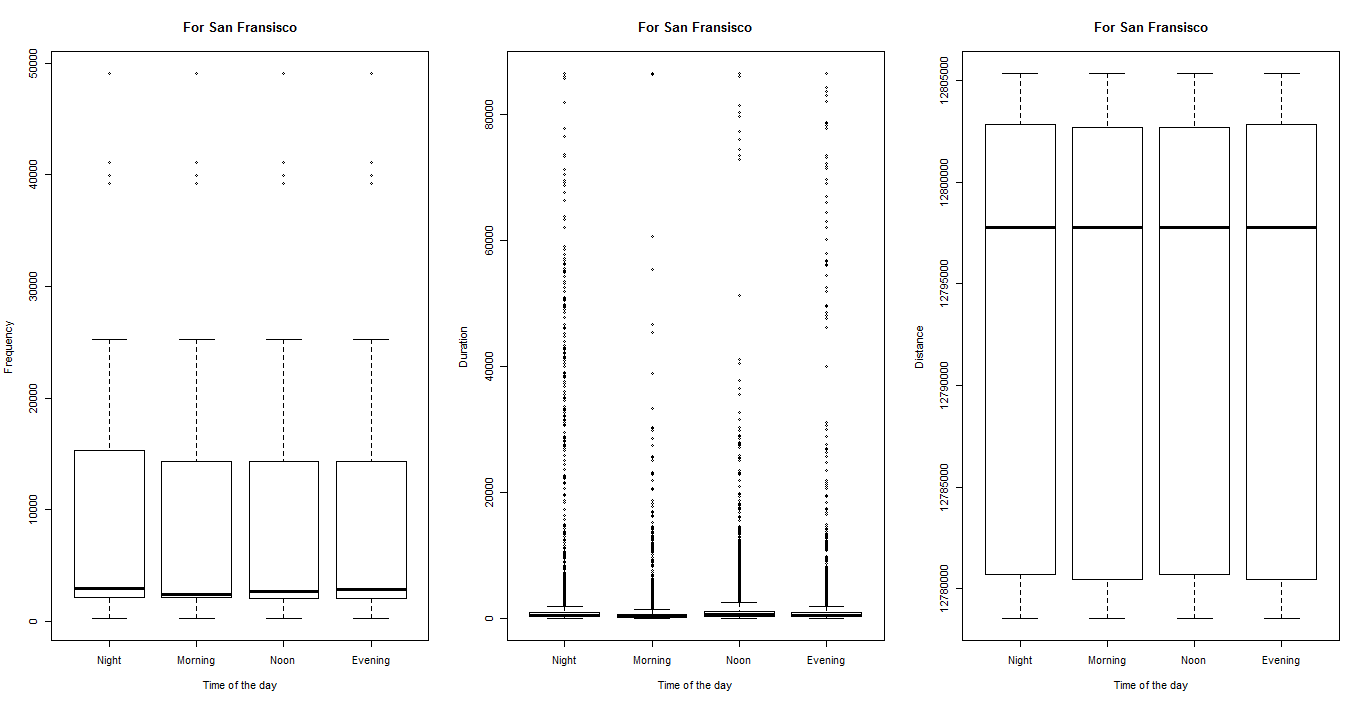 For San Fransisco
Frequency
50000
40000
30000
20000
10000
0
Night Morning Noon Evening
Time of the day
For San Fransisco
Duration
80000
60000
40000
20000
0
Night Morning Noon Evening
Time of the day
For San Fransisco
Distance
12805000
12800000
12795000
12790000
12785000
12780000
Night Morning Noon Evening
Time of the day